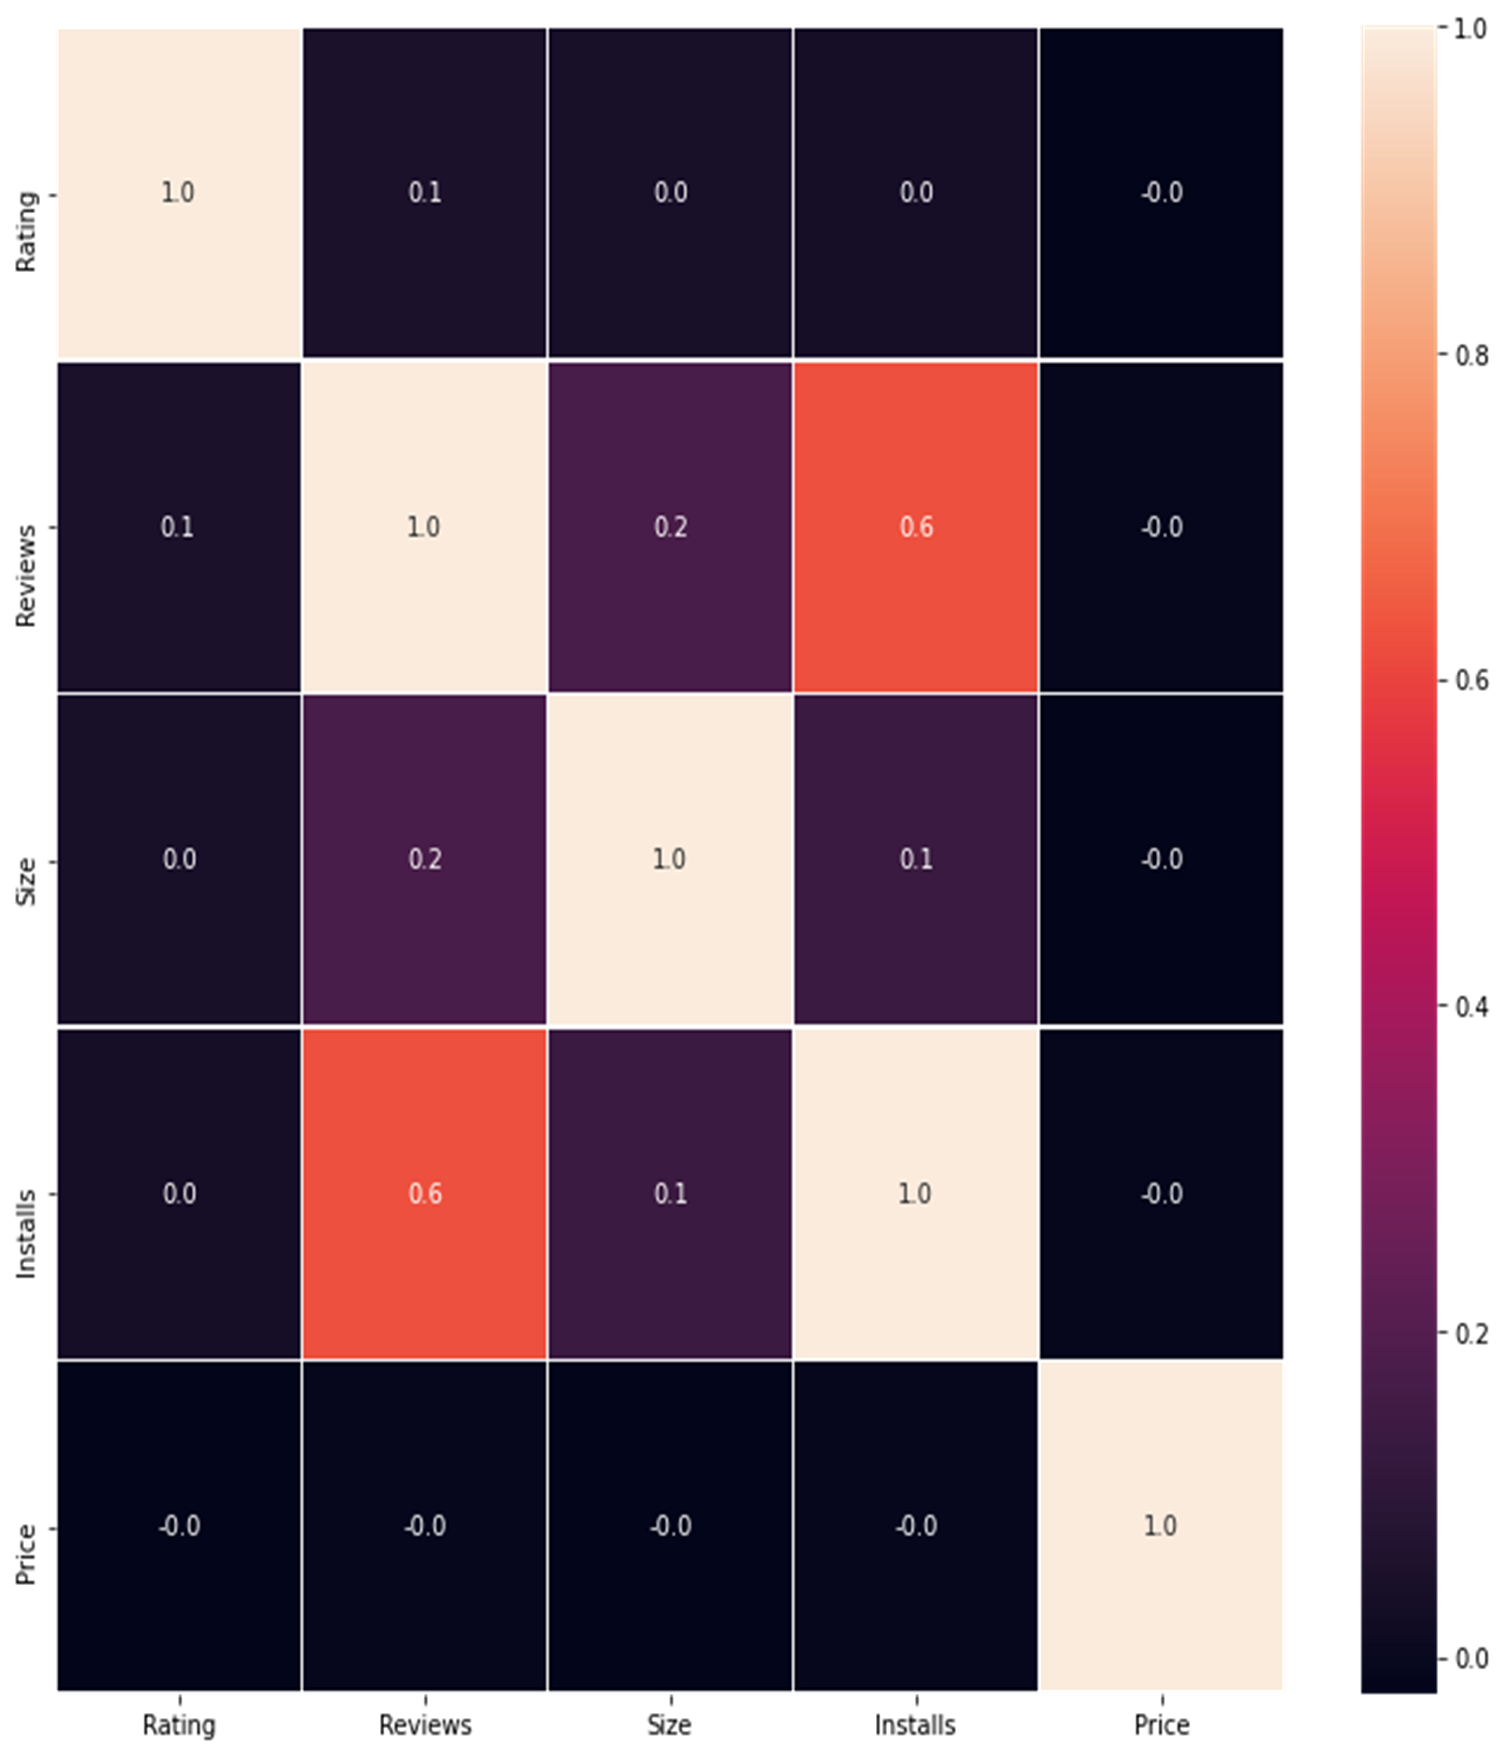 Rating 1.0 0.1 0.0 0.0 -0.0
Reviews 0.1 1.0 0.2 0.6 -0.0
Size 0.0 0.2 1.0 0.1 -0.0
Installs 0.0 0.6 0.1 1.0 -0.0
Price -0.0 -0.0 -0.0 -0.0 1.0
Rating Reviews Size Installs Price
1.0
0.8
0.6
0.4
0.2
0.0